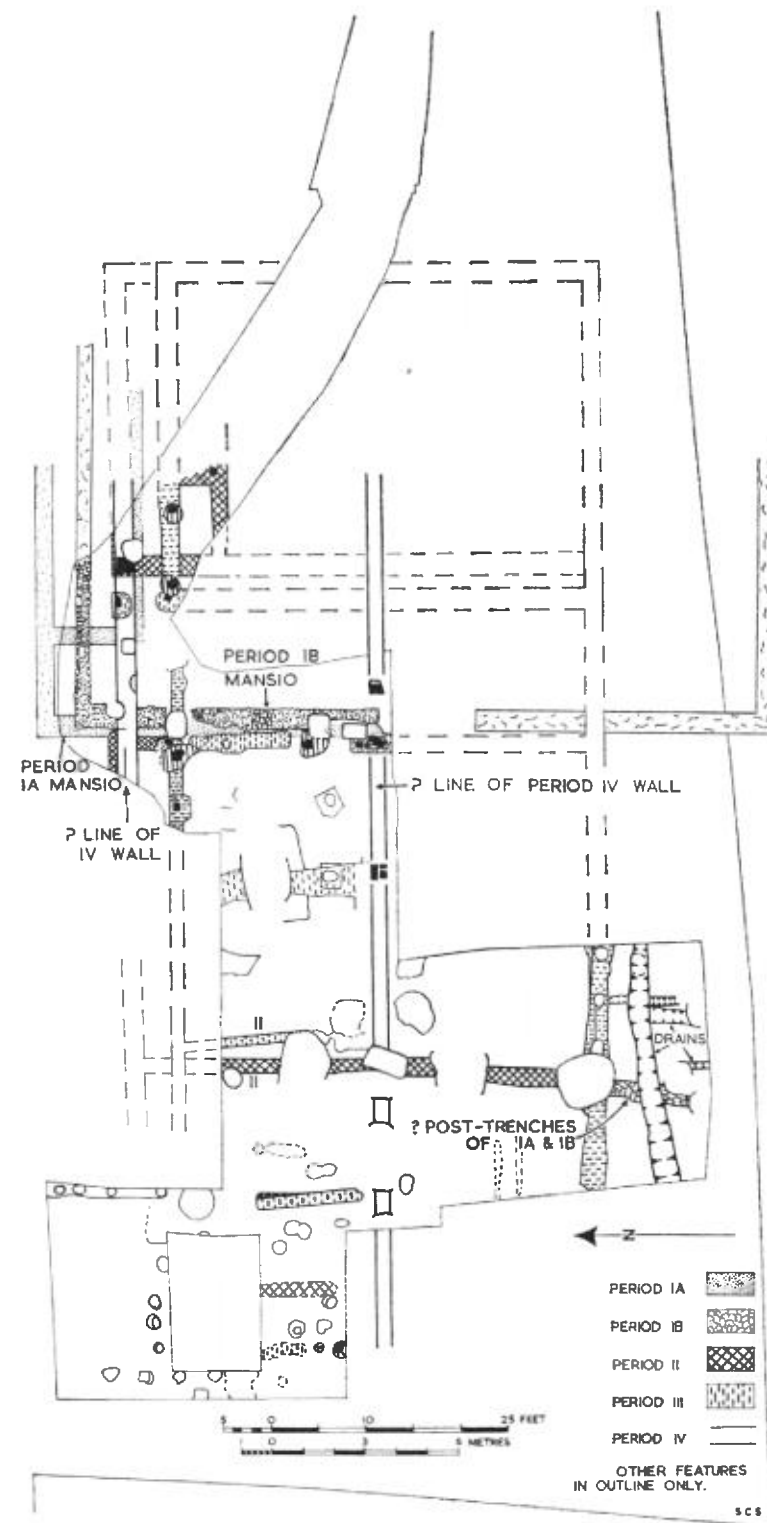 PERIOD IB
MANSIO
PERIOD
IA MANSIO
? LINE OF
IV WALL
? LINE OF PERIOD IV WALL
II
II
DRAINS
? POST-TRENCHES
OF IA & IB
N
PERIOD IA
PERIOD IB
PERIOD II
PERIOD III
PERIOD IV
OTHER FEATURES
IN OUTLINE ONLY.
5 0 10 25 FEET
0 3 6 METRES
SCS